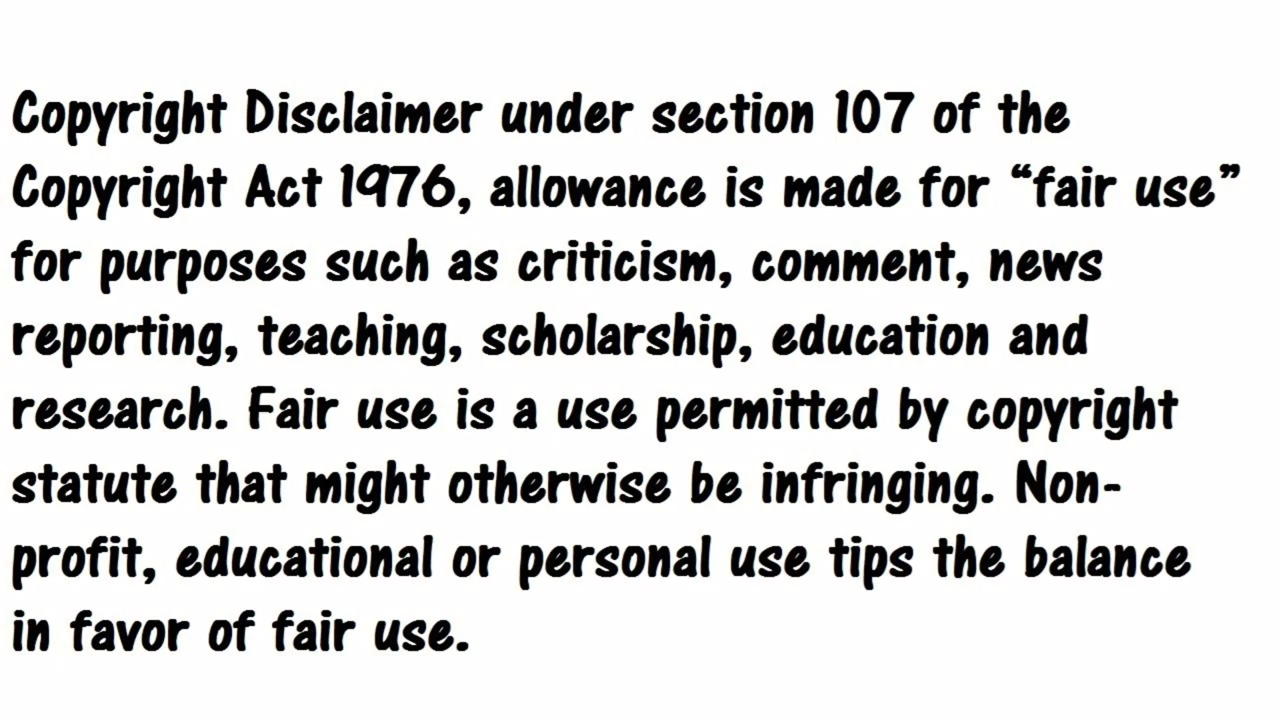 Copyright Disclaimer under section 107 of the
Copyright Act 1976, allowance is made for “fair use”
for purposes such as criticism, comment, news
reporting, teaching, scholarship, education and
research. Fair use is a use permitted by copyright
statute that might otherwise be infringing. Non-
profit, educational or personal use tips the balance
in favor of fair use.